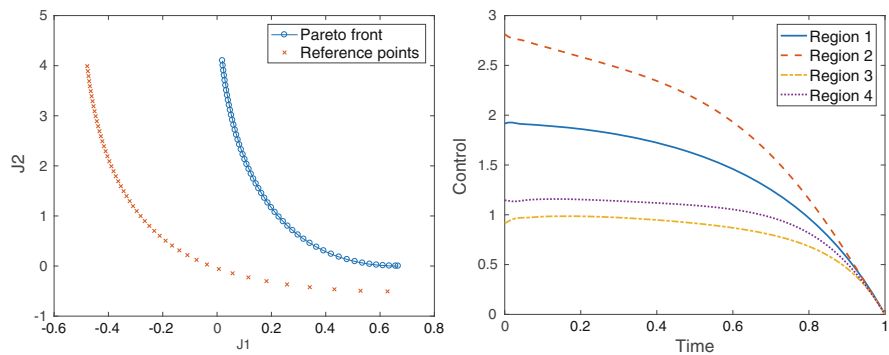 Pareto front
Reference points
5
4
3
2
1
0
-1
J2
-0.6 -0.4 -0.2 0 0.2 0.4 0.6 0.8
J1
Region 1
Region 2
Region 3
Region 4
3
2.5
2
1.5
1
0.5
0
Control
0 0.2 0.4 0.6 0.8 1
Time